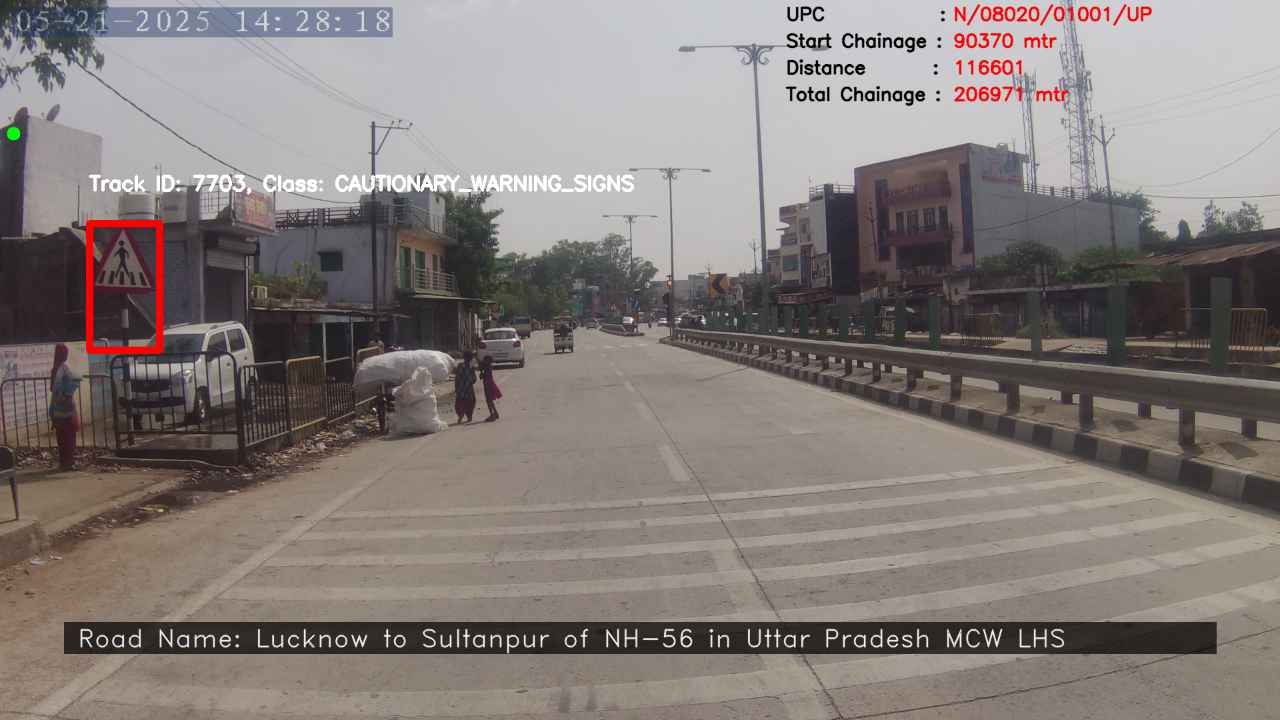 05-21-2025 14:28:18
UPC : N/08020/01001/UP
Start Chainage : 90370 mtr
Distance : 116601
Total Chainage : 206971 mtr
Track ID: 7703, Class: CAUTIONARY_WARNING_SIGNS
Road Name: Lucknow to Sultanpur of NH-56 in Uttar Pradesh MCW LHS